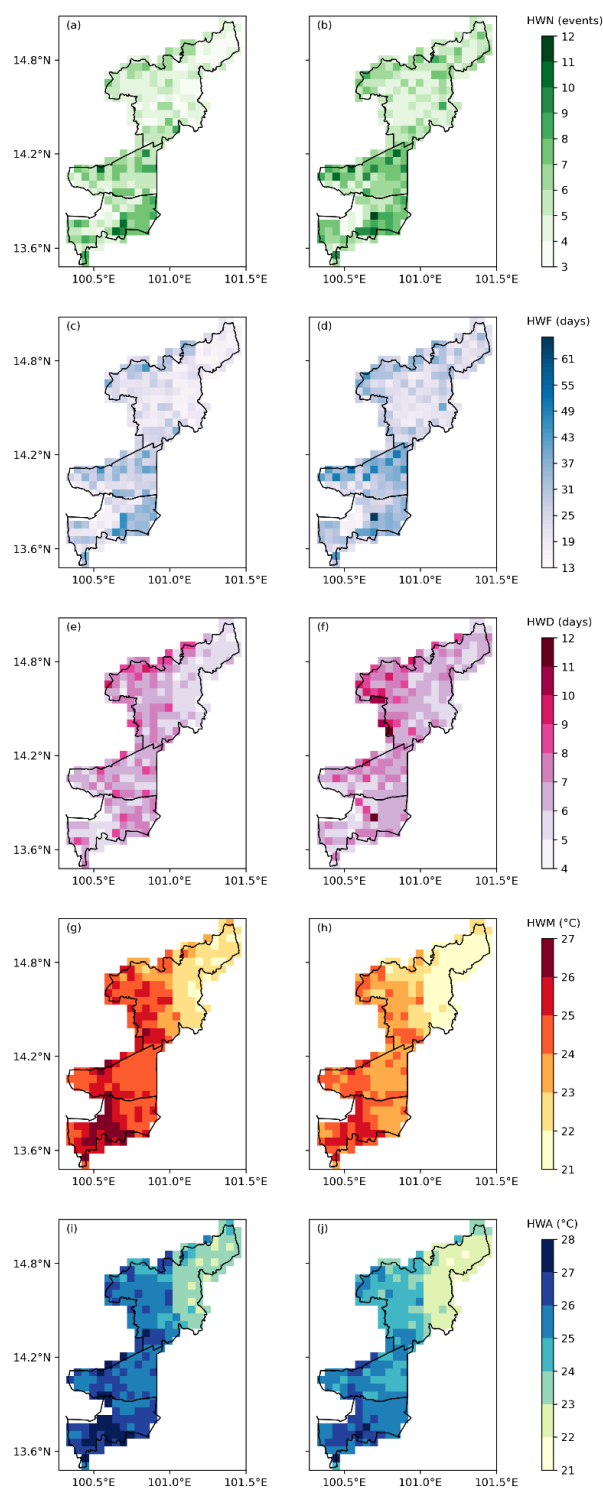 (a)
(b)
HWN (events)
14.8°N
14.2°N
13.6°N
100.5°E
101.0°E
101.5°E
100.5°E
101.0°E
101.5°E
12
11
10
9
8
7
6
5
4
3
(c)
(d)
HWF (days)
14.8°N
14.2°N
13.6°N
100.5°E
101.0°E
101.5°E
100.5°E
101.0°E
101.5°E
61
55
49
43
37
31
25
19
13
(e)
(f)
HWD (days)
14.8°N
14.2°N
13.6°N
100.5°E
101.0°E
101.5°E
100.5°E
101.0°E
101.5°E
12
11
10
9
8
7
6
5
4
(g)
(h)
HWM (°C)
14.8°N
14.2°N
13.6°N
100.5°E
101.0°E
101.5°E
100.5°E
101.0°E
101.5°E
27
26
25
24
23
22
21
(i)
(j)
HWA (°C)
14.8°N
14.2°N
13.6°N
100.5°E
101.0°E
101.5°E
100.5°E
101.0°E
101.5°E
28
27
26
25
24
23
22
21